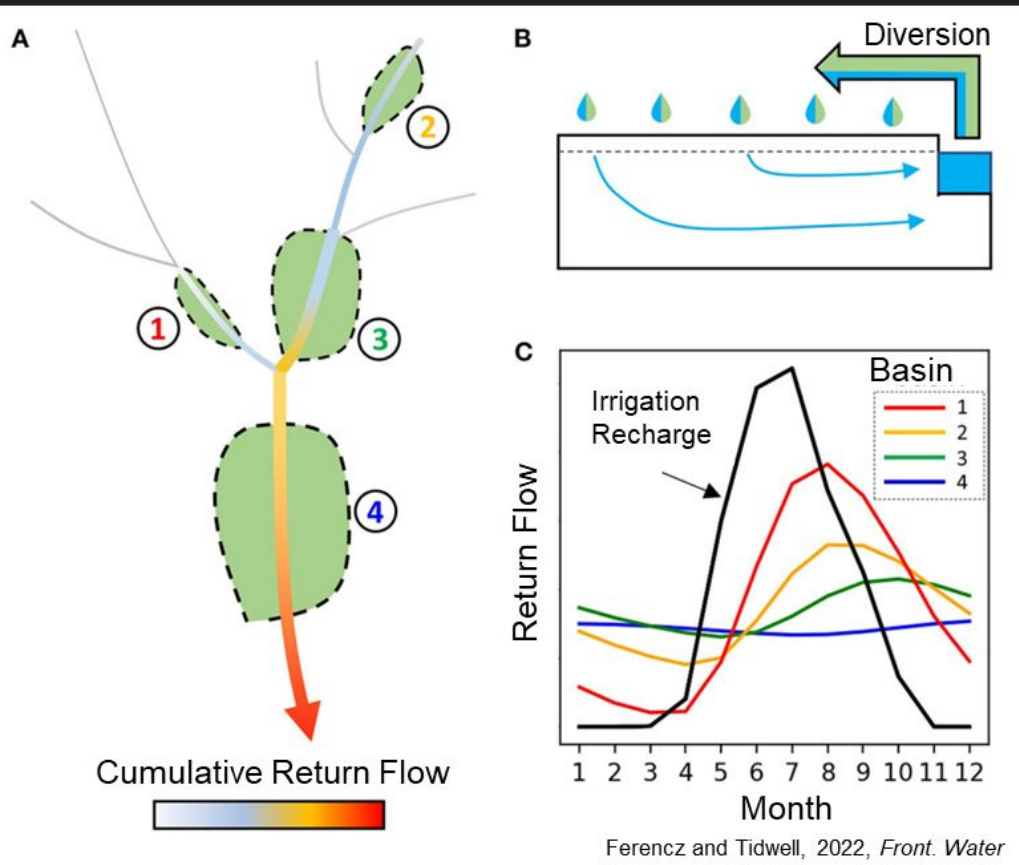 A
2
1
3
4
Cumulative Return Flow
B
Diversion
C
Irrigation
Recharge
Basin
1
2
3
4
Return Flow
1 2 3 4 5 6 7 8 9 10 11 12
Month
Ferencz and Tidwell, 2022, Front. Water